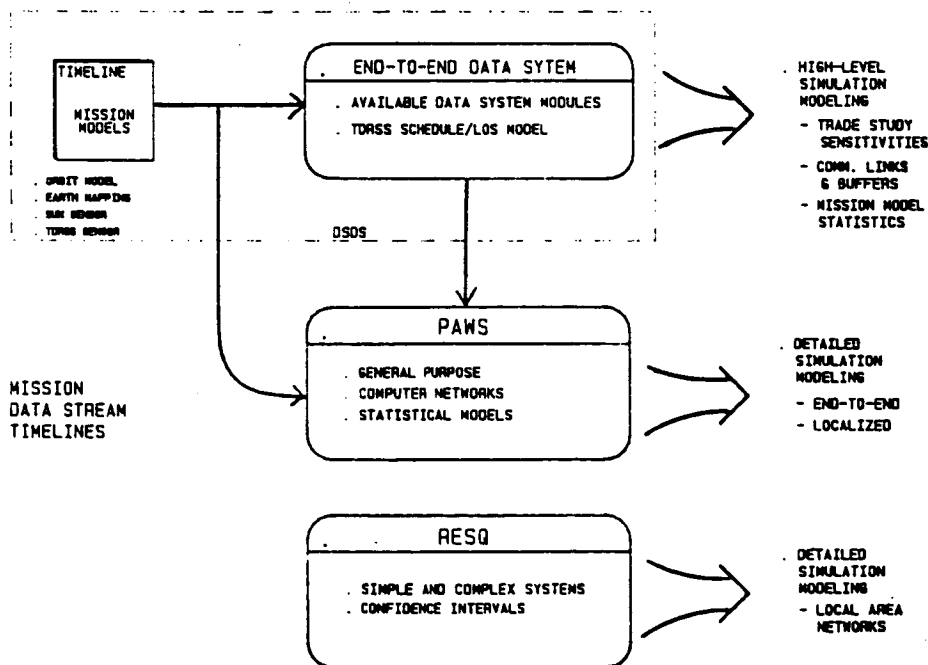 TIMELINE
MISSION
MODELS
. ORBIT MODEL
. EARTH MAPPING
. SUN SENSOR
. TDRSS SENSOR
END-TO-END DATA SYTEM
. AVAILABLE DATA SYSTEM MODULES
. TDRSS SCHEDULE/LOS MODEL
DSDS
. HIGH-LEVEL
SIMULATION
MODELING
- TRADE STUDY
SENSITIVITIES
- COMM. LINKS
& BUFFERS
- MISSION MODEL
STATISTICS
MISSION
DATA STREAM
TIMELINES
PAWS
. GENERAL PURPOSE
. COMPUTER NETWORKS
. STATISTICAL MODELS
. DETAILED
SIMULATION
MODELING
- END-TO-END
- LOCALIZED
RESQ
. SIMPLE AND COMPLEX SYSTEMS
. CONFIDENCE INTERVALS
. DETAILED
SIMULATION
MODELING
- LOCAL AREA
NETWORKS